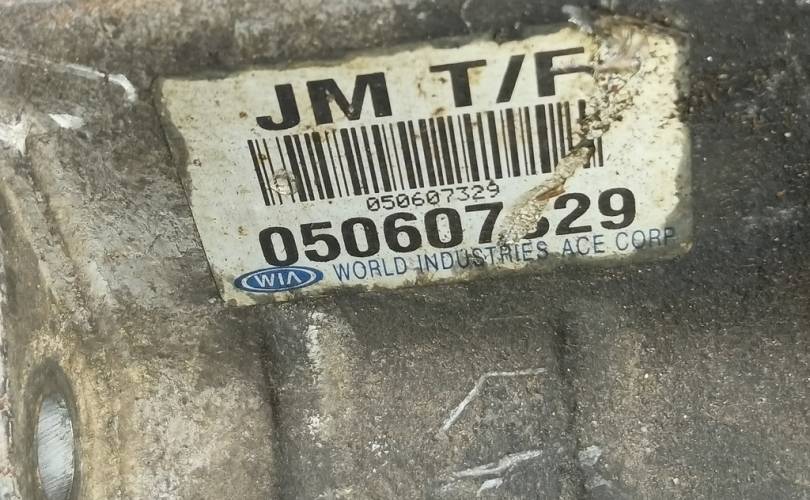 JM T/F
050607329
050607329
WIA WORLD INDUSTRIES ACE CORP